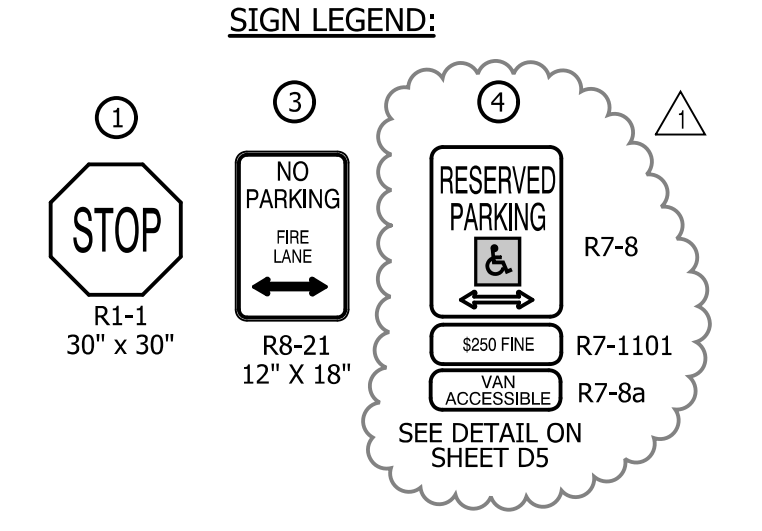 SIGN LEGEND:
1
STOP
R1-1
30" x 30"
3
NO
PARKING
FIRE
LANE
R8-21
12" X 18"
4
RESERVED
PARKING
R7-8
$250 FINE
R7-1101
VAN
ACCESSIBLE
R7-8a
SEE DETAIL ON
SHEET D5
1